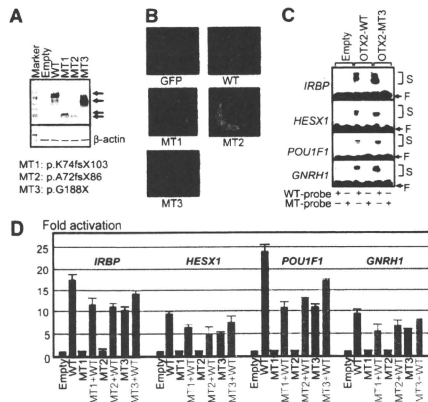 A
Marker
Empty
WT
MT1
MT2
MT3
β-actin
MT1: p.K74fsX103
MT2: p.A72fsX86
MT3: p.G188X
B
GFP
WT
MT1
MT2
MT3
C
Empty
OTX2-WT
OTX2-MT3
IRBP
S
F
HESX1
S
F
POU1F1
S
F
GNRH1
S
F
WT-probe + − + − + −
MT-probe − + − + − +
D
Fold activation
25
20
15
10
5
0
IRBP
HESX1
POU1F1
GNRH1
Empty
WT
MT1
MT1+WT
MT2
MT2+WT
MT3
MT3+WT
Empty
WT
MT1
MT1+WT
MT2
MT2+WT
MT3
MT3+WT
Empty
WT
MT1
MT1+WT
MT2
MT2+WT
MT3
MT3+WT
Empty
WT
MT1
MT1+WT
MT2
MT2+WT
MT3
MT3+WT